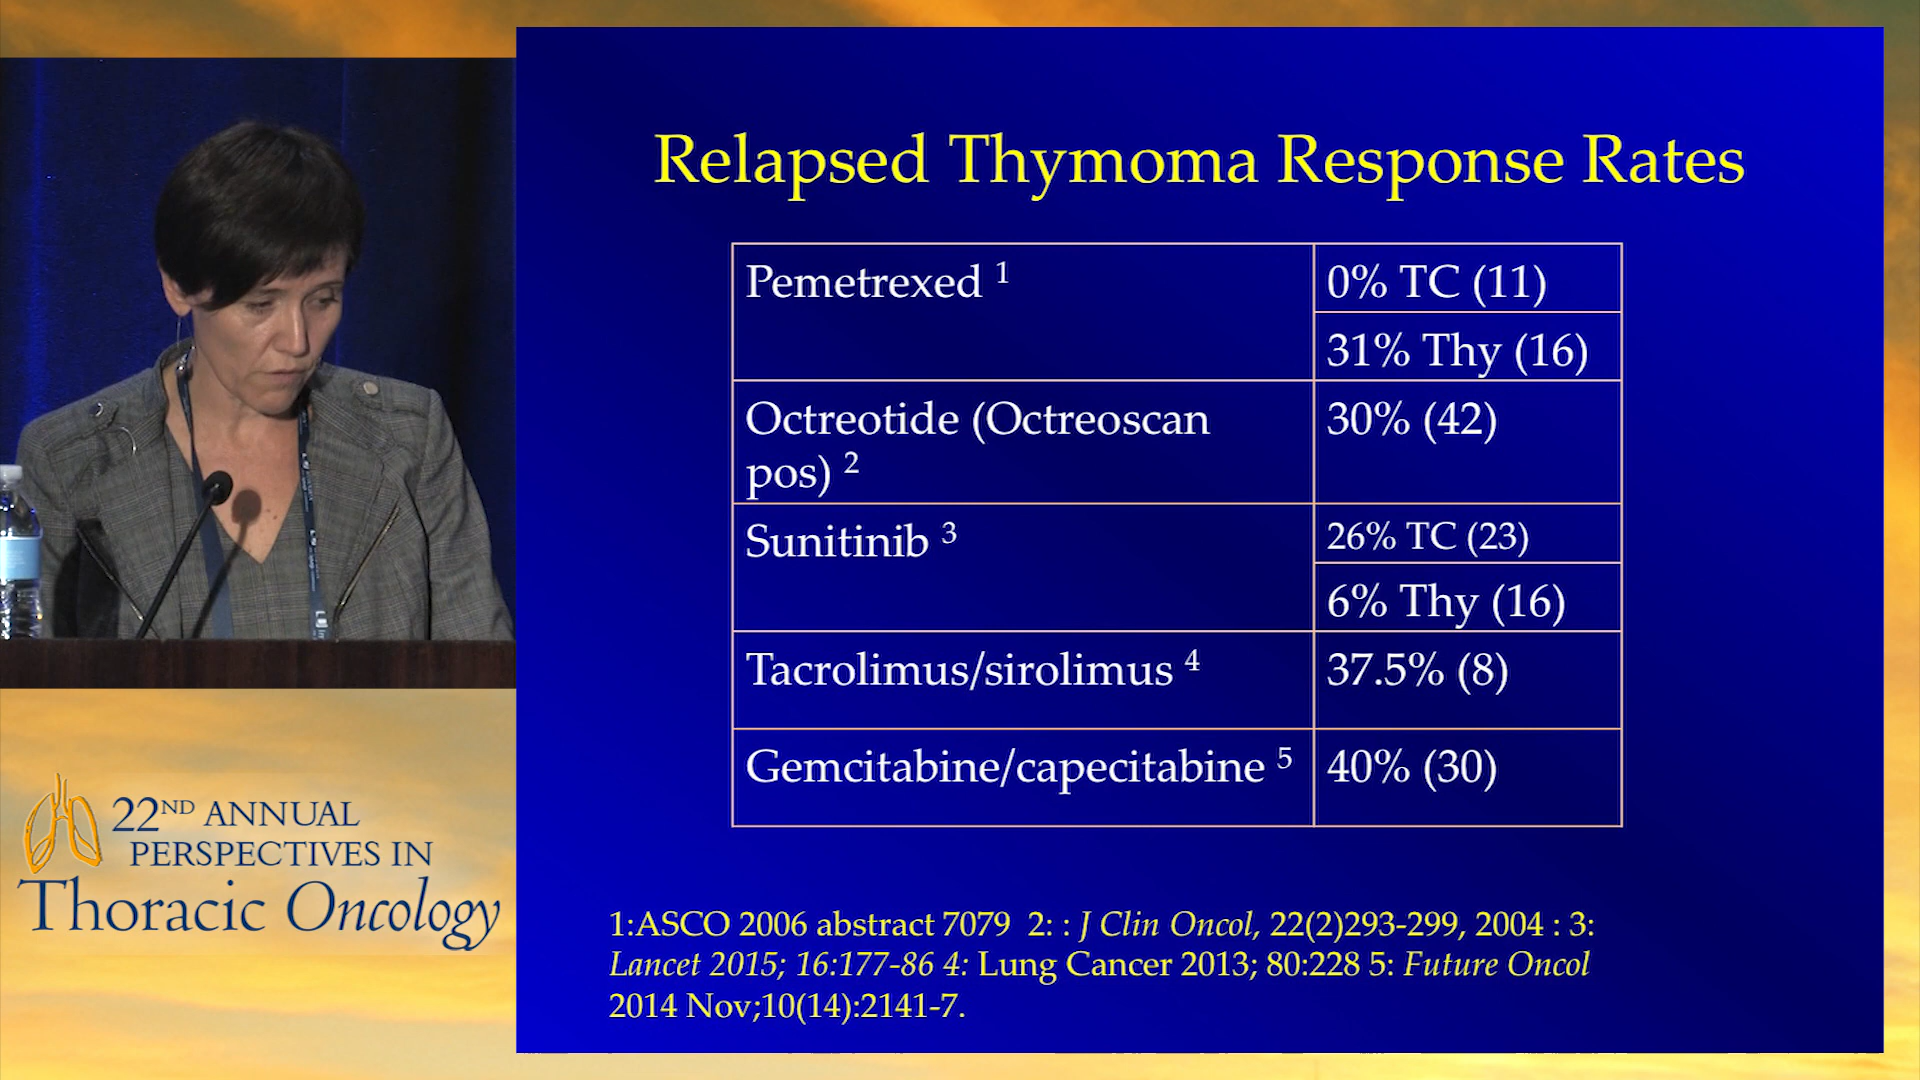 Relapsed Thymoma Response Rates
Pemetrexed 1
0% TC (11)
31% Thy (16)
Octreotide (Octreoscan
pos) 2
30% (42)
Sunitinib 3
26% TC (23)
6% Thy (16)
Tacrolimus/sirolimus 4
37.5% (8)
Gemcitabine/capecitabine 5
40% (30)
1:ASCO 2006 abstract 7079 2: : J Clin Oncol, 22(2)293-299, 2004 : 3:
Lancet 2015; 16:177-86 4: Lung Cancer 2013; 80:228 5: Future Oncol
2014 Nov;10(14):2141-7.
22ND ANNUAL
PERSPECTIVES IN
Thoracic Oncology